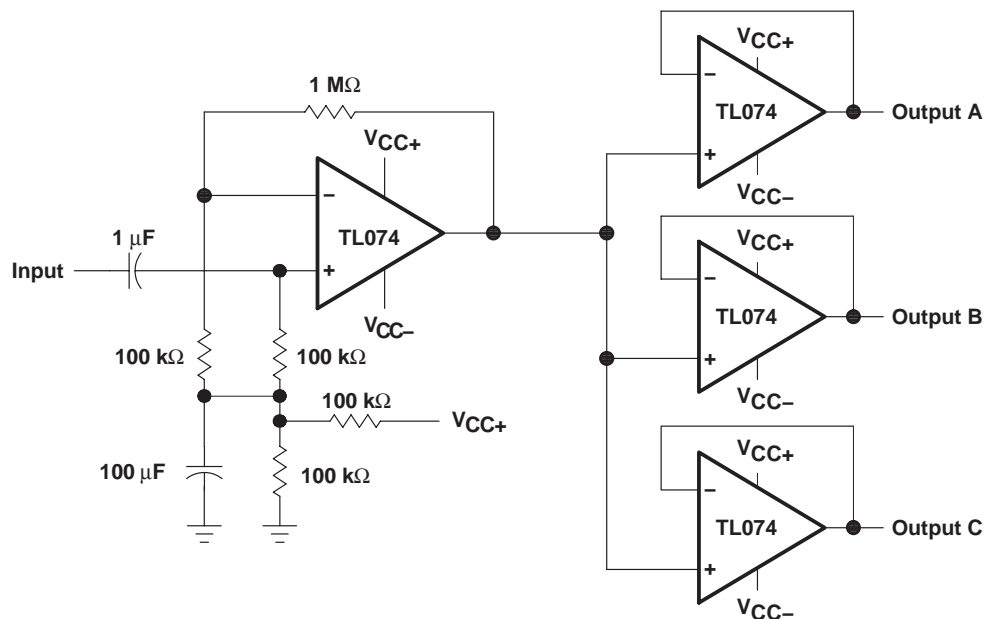 1 MΩ
VCC+
−
TL074
+
VCC−
1 μF
Input
100 kΩ
100 kΩ
100 kΩ
VCC+
100 μF
100 kΩ
VCC+
−
TL074
+
VCC−
Output A
VCC+
−
TL074
+
VCC−
Output B
VCC+
−
TL074
+
VCC−
Output C